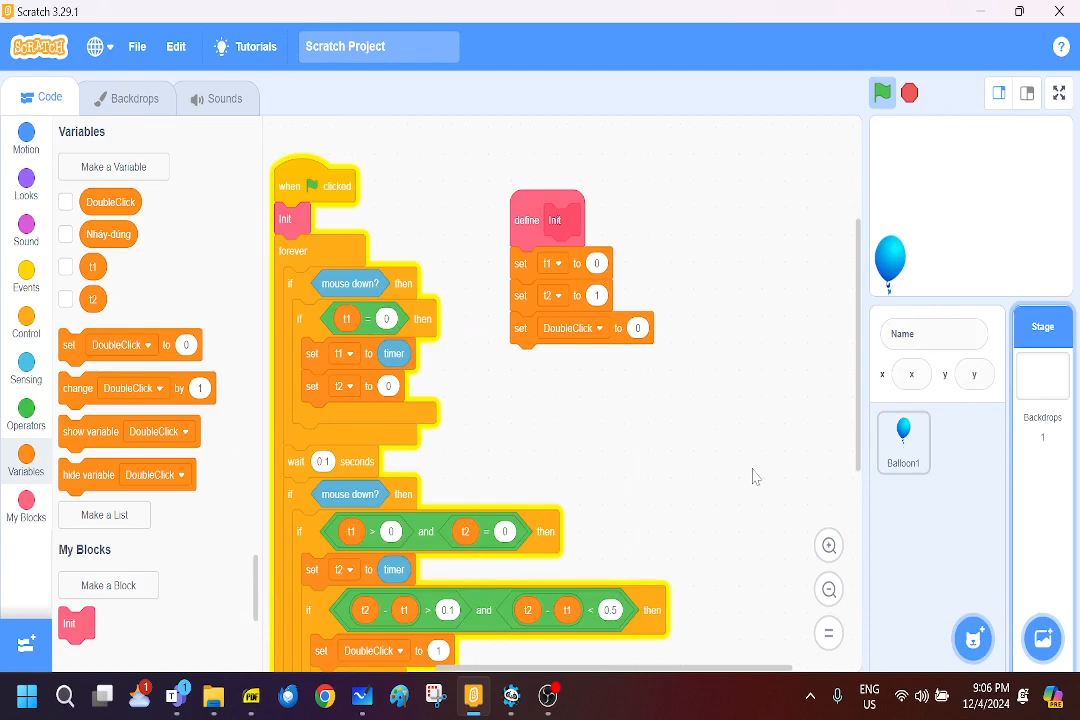 Scratch 3.29.1
SCRATCH
File
Edit
Tutorials
Scratch Project
?
Code
Backdrops
Sounds
Motion
Looks
Sound
Events
Control
Sensing
Operators
Variables
My Blocks
Variables
Make a Variable
DoubleClick
Nháy-đúng
t1
t2
set DoubleClick to 0
change DoubleClick by 1
show variable DoubleClick
hide variable DoubleClick
Make a List
My Blocks
Make a Block
Init
when clicked
Init
forever
if mouse down? then
if t1 = 0 then
set t1 to timer
set t2 to 0
wait 0.1 seconds
if mouse down? then
if t1 > 0 and t2 = 0 then
set t2 to timer
if t2 - t1 > 0.1 and t2 - t1 < 0.5 then
set DoubleClick to 1
define Init
set t1 to 0
set t2 to 1
set DoubleClick to 0
Name
x x y y
Balloon1
Stage
Backdrops
1
1
1
ENG
US
9:06 PM
12/4/2024
PRE